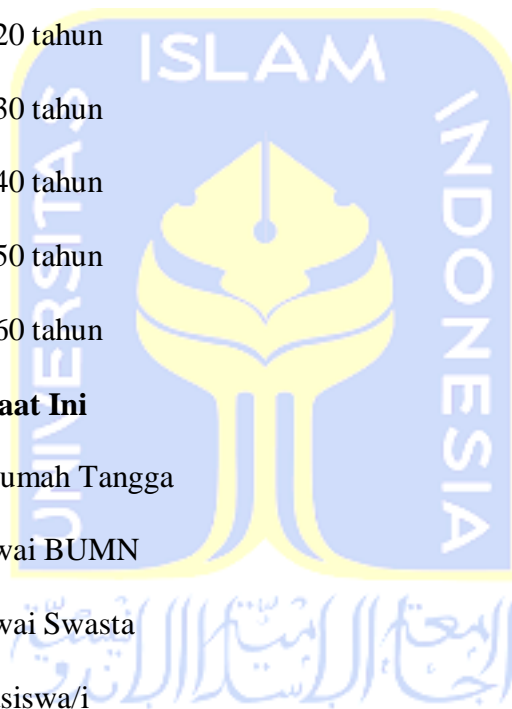 20 tahun
ISLAM
30 tahun
40 tahun
50 tahun
60 tahun
aat Ini
umah Tangga
wai BUMN
wai Swasta
siswa/i
UNIVERSITAS
INDONESIA